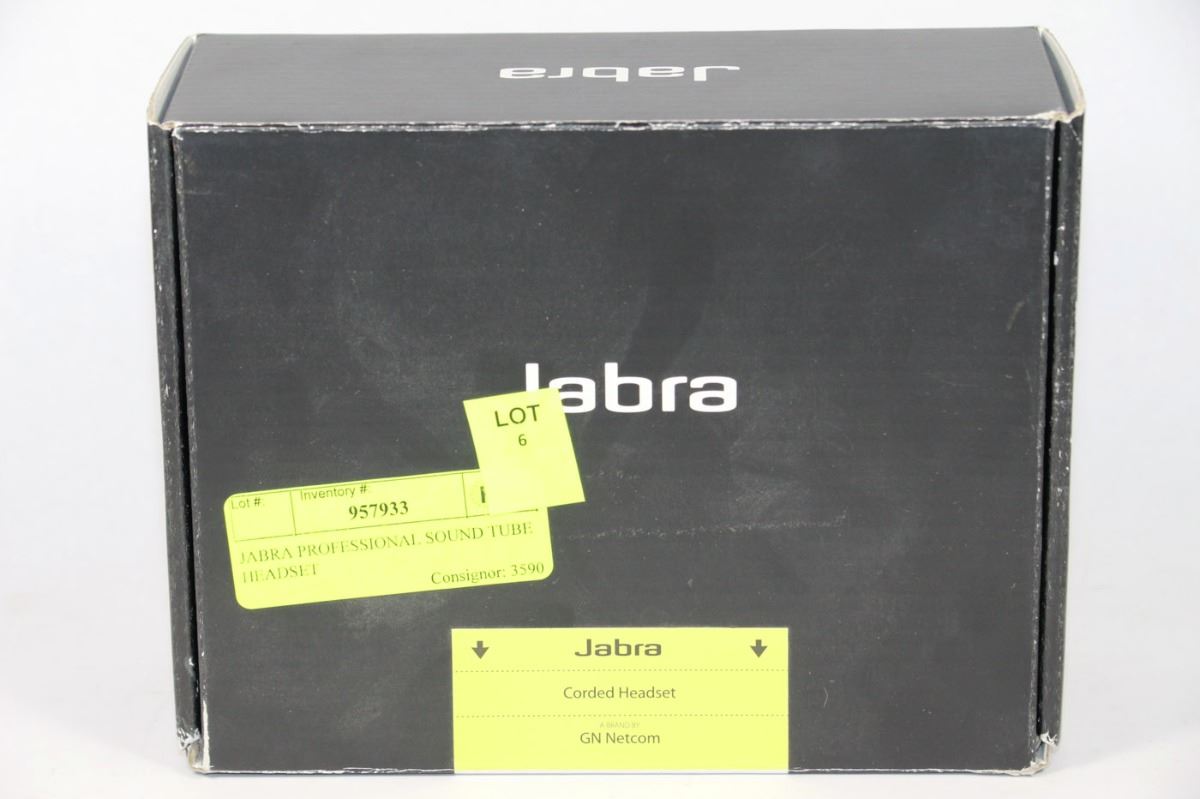 Jabra
Jabra
LOT
6
Lot #:
Inventory #:
957933
JABRA PROFESSIONAL SOUND TUBE
HEADSET
Consignor: 3590
Jabra
Corded Headset
A BRAND BY
GN Netcom